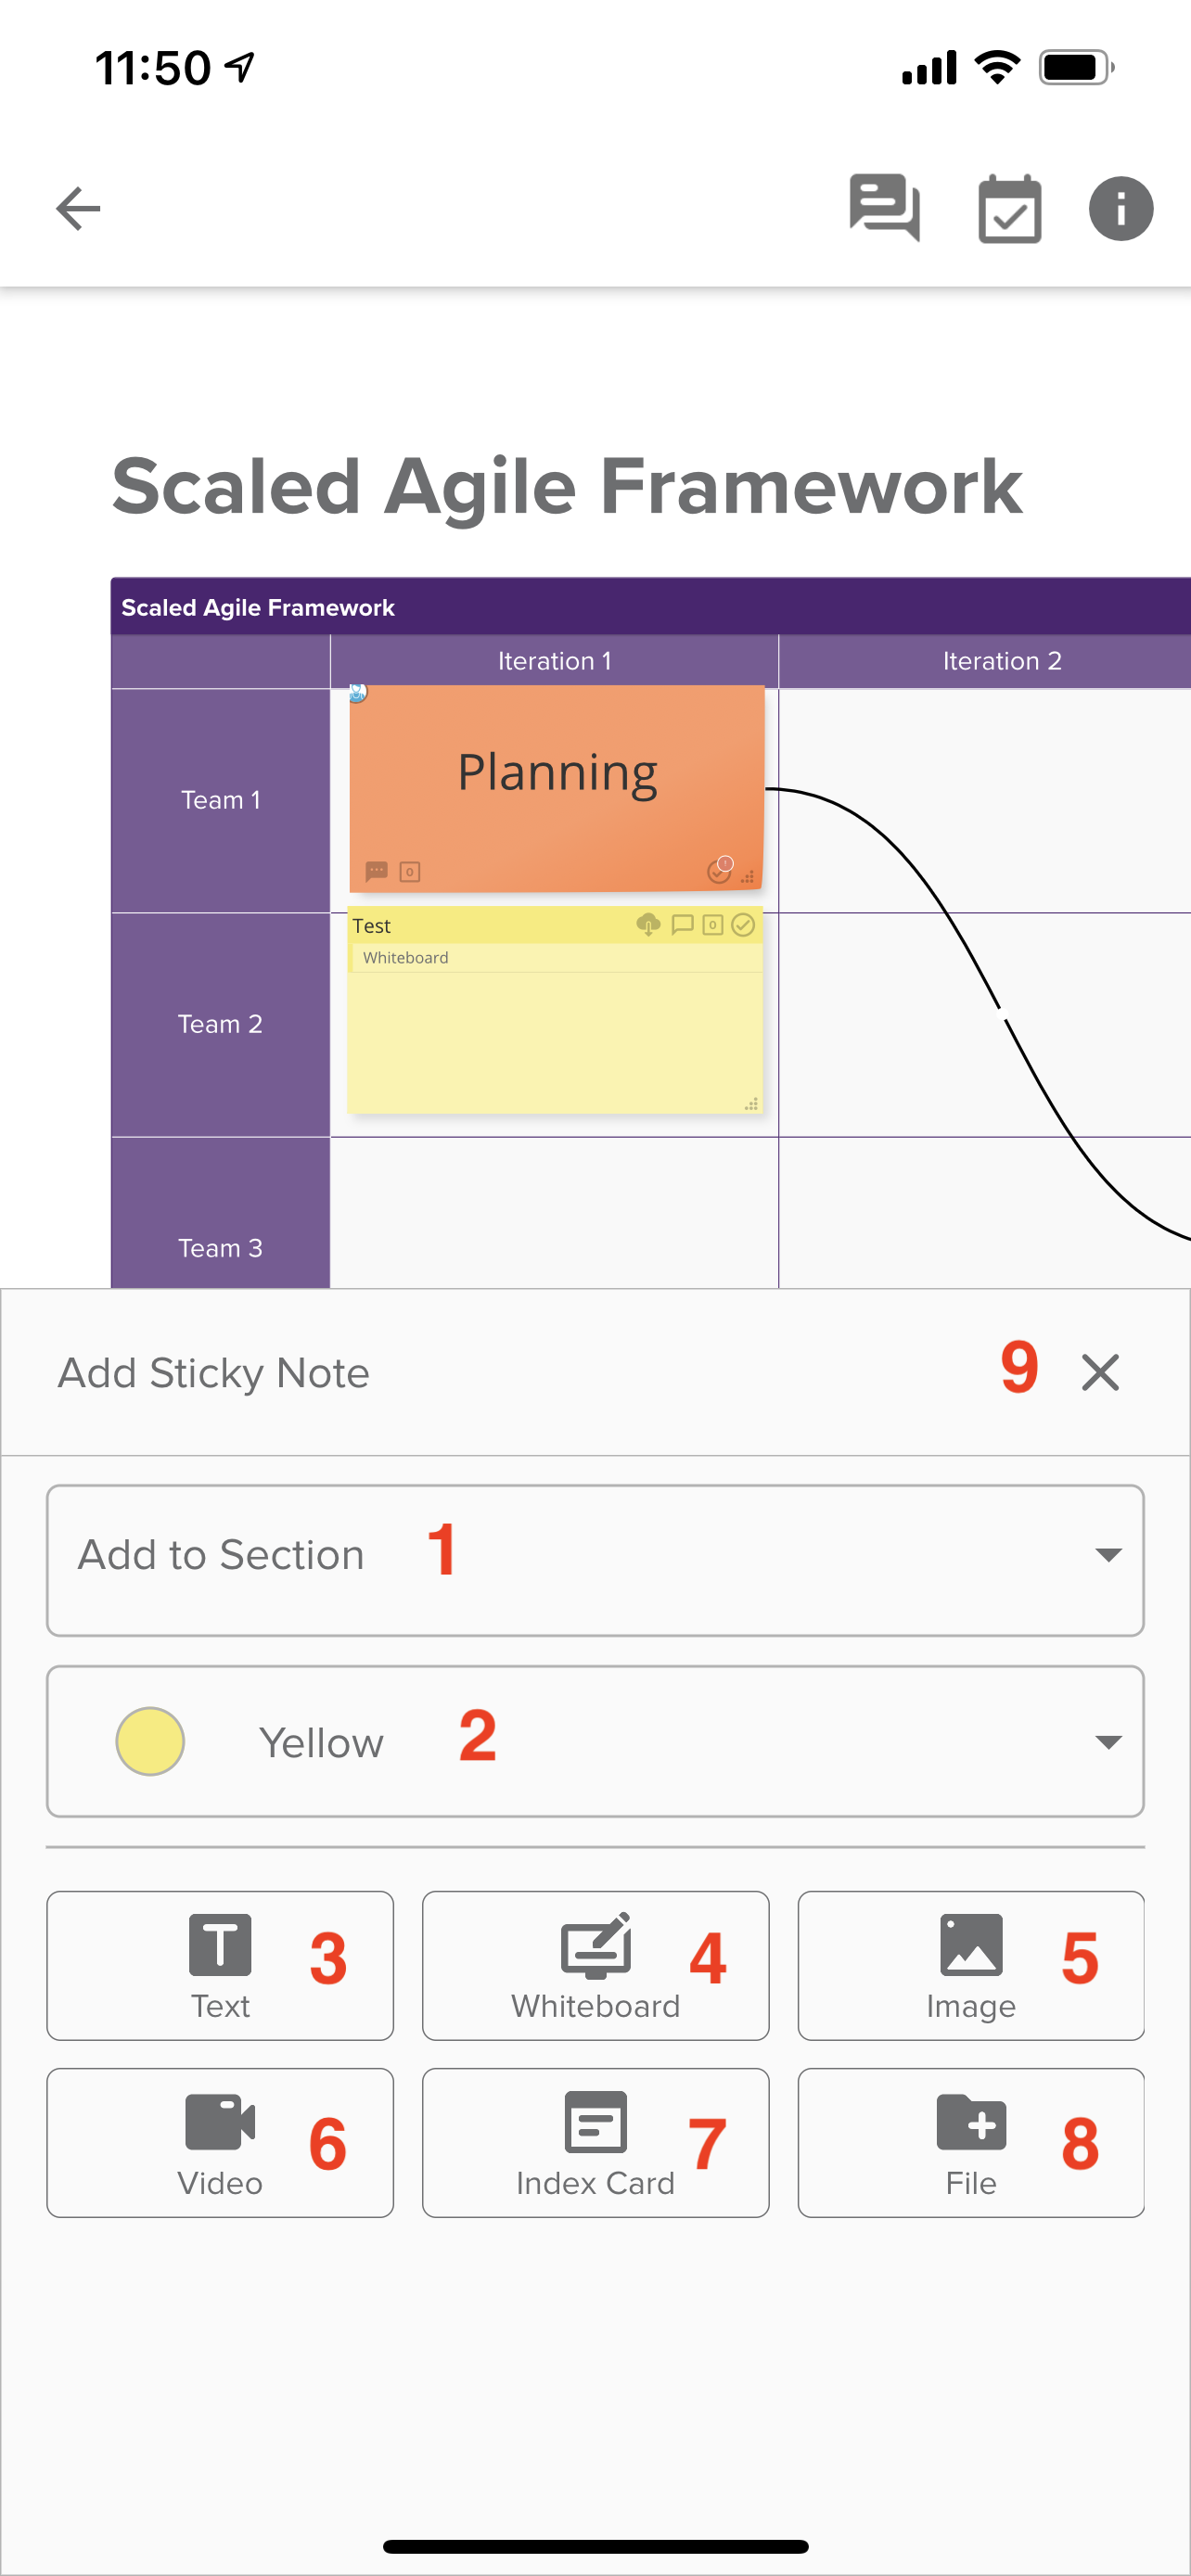 11:50
Scaled Agile Framework
Scaled Agile Framework
Iteration 1
Iteration 2
Team 1
Planning
0
Test
0
Whiteboard
Team 2
Team 3
Add Sticky Note
9
Add to Section
1
Yellow
2
3
4
5
Text
Whiteboard
Image
6
7
8
Video
Index Card
File